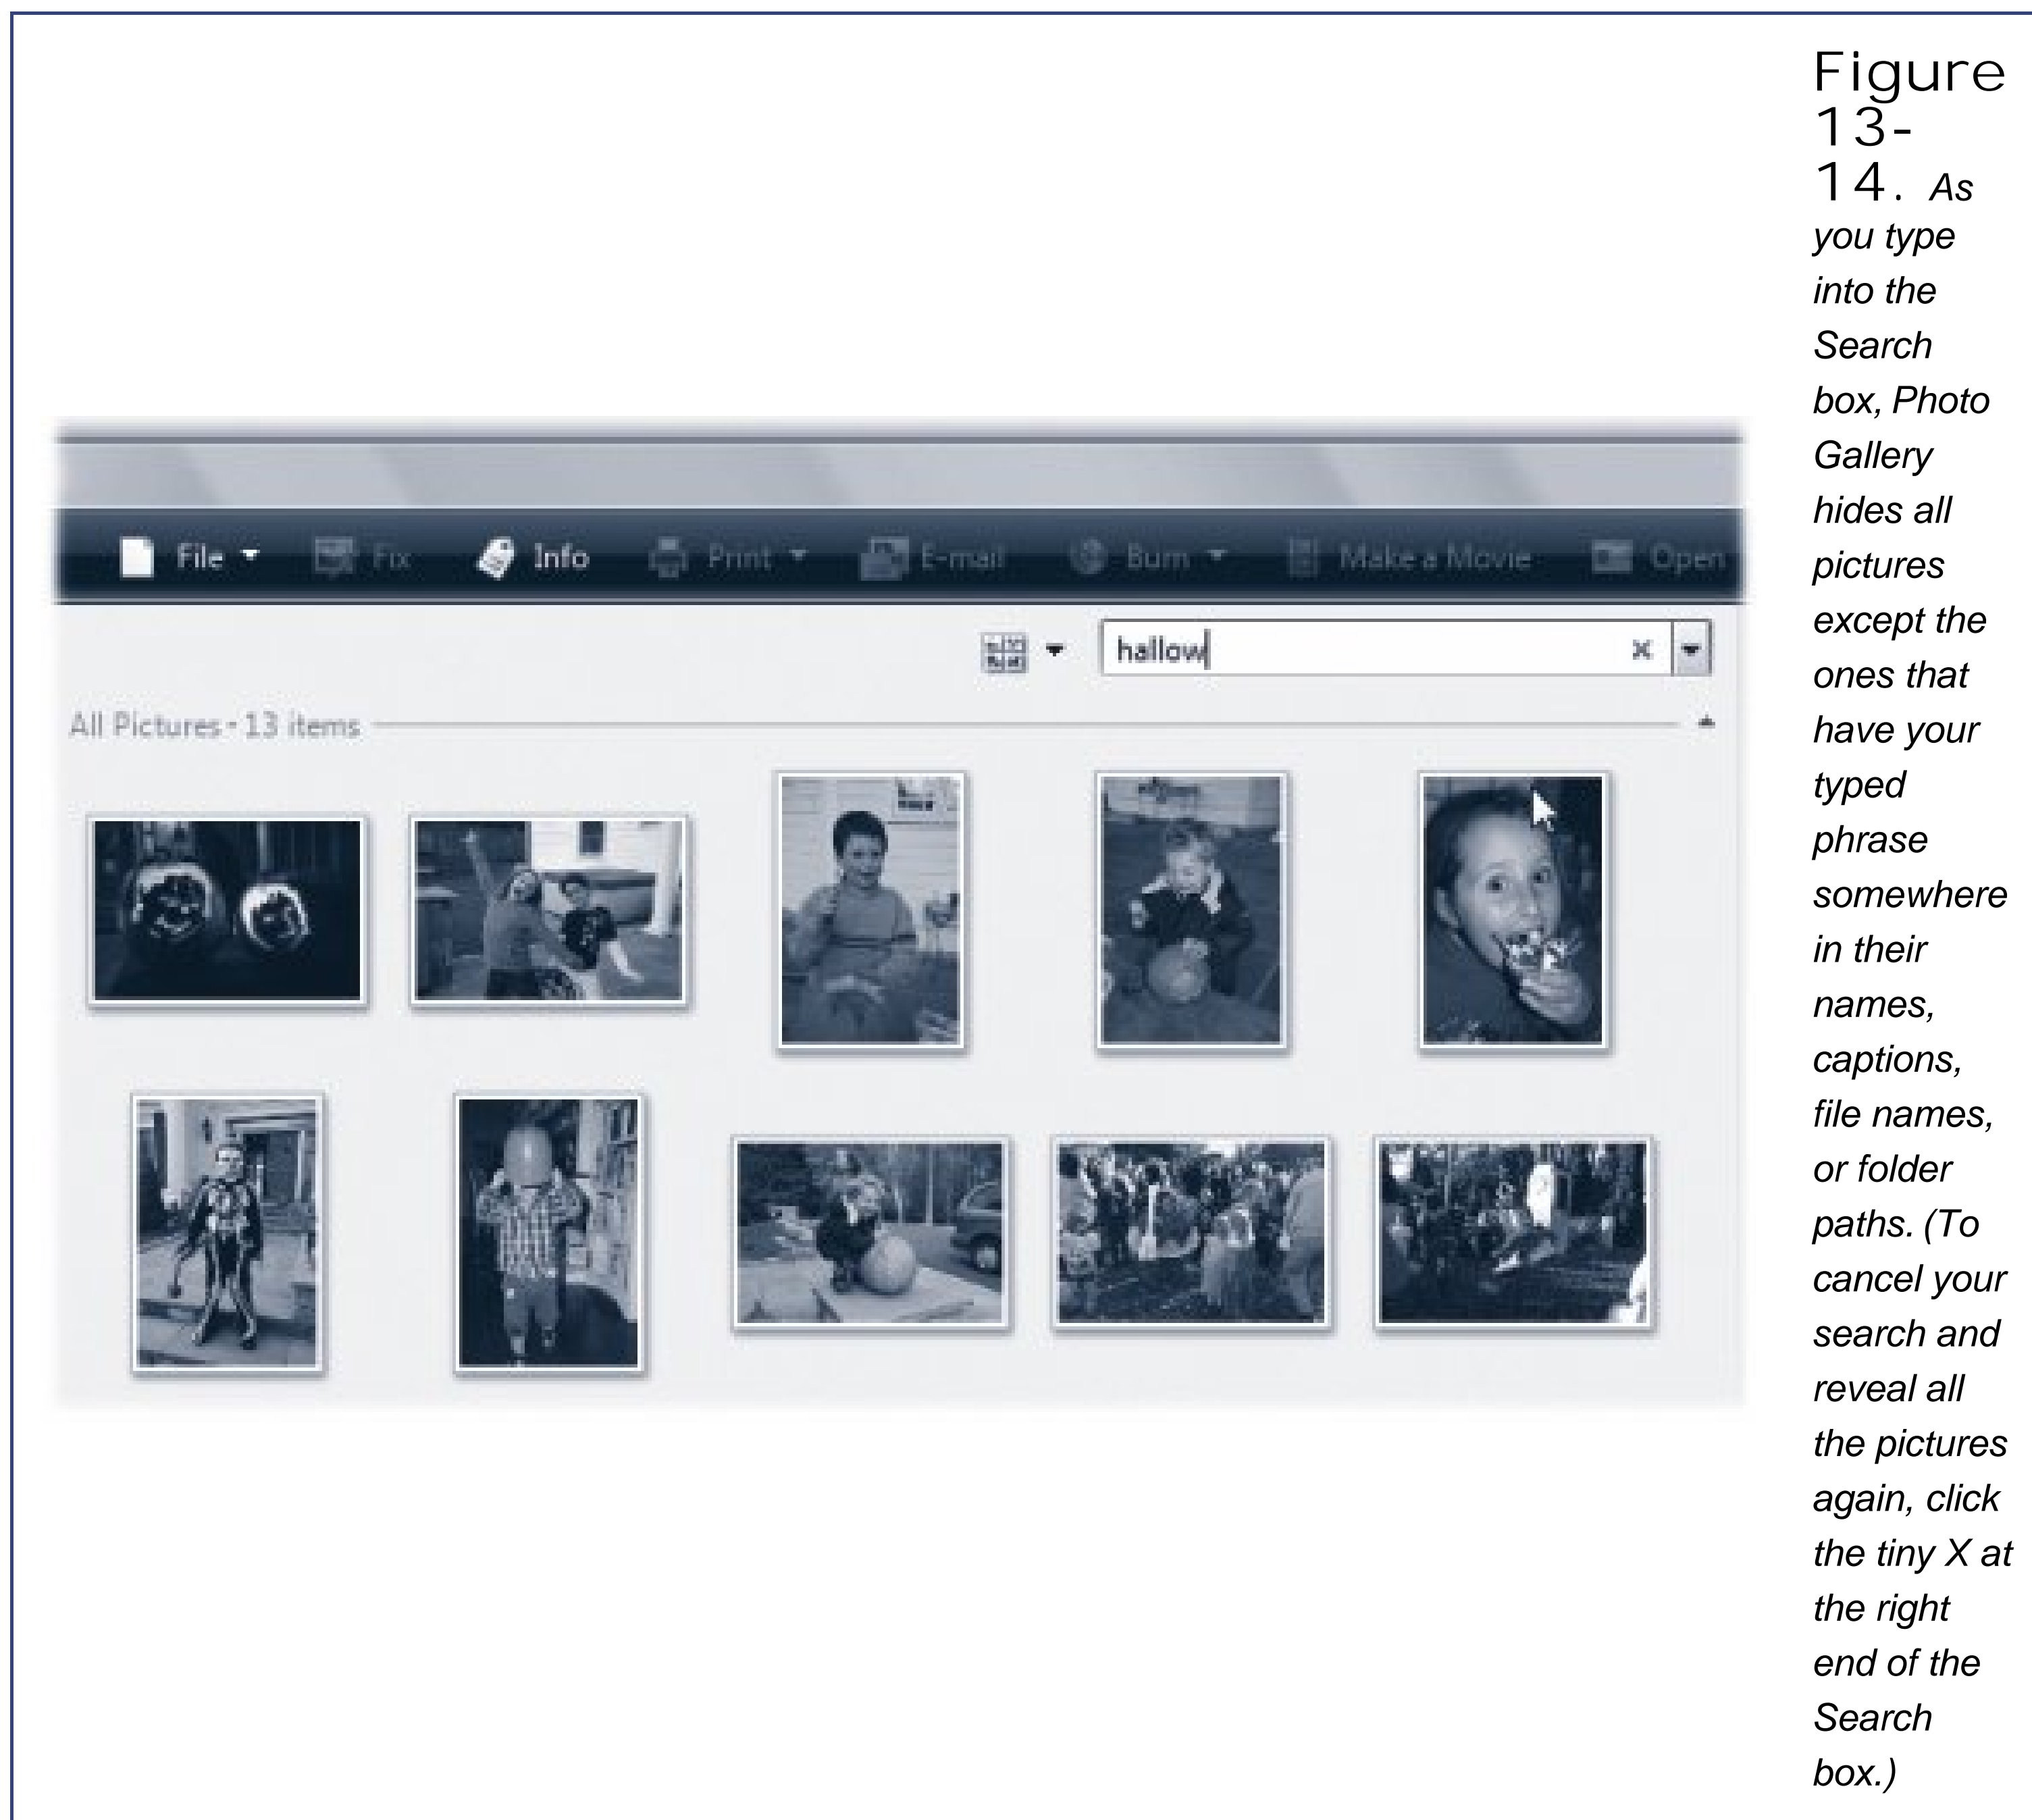 File Fix Info Print E-mail Burn Make a Movie Open
hallow
All Pictures - 13 items
Figure
13-
14. As
you type
into the
Search
box, Photo
Gallery
hides all
pictures
except the
ones that
have your
typed
phrase
somewhere
in their
names,
captions,
file names,
or folder
paths. (To
cancel your
search and
reveal all
the pictures
again, click
the tiny X at
the right
end of the
Search
box.)